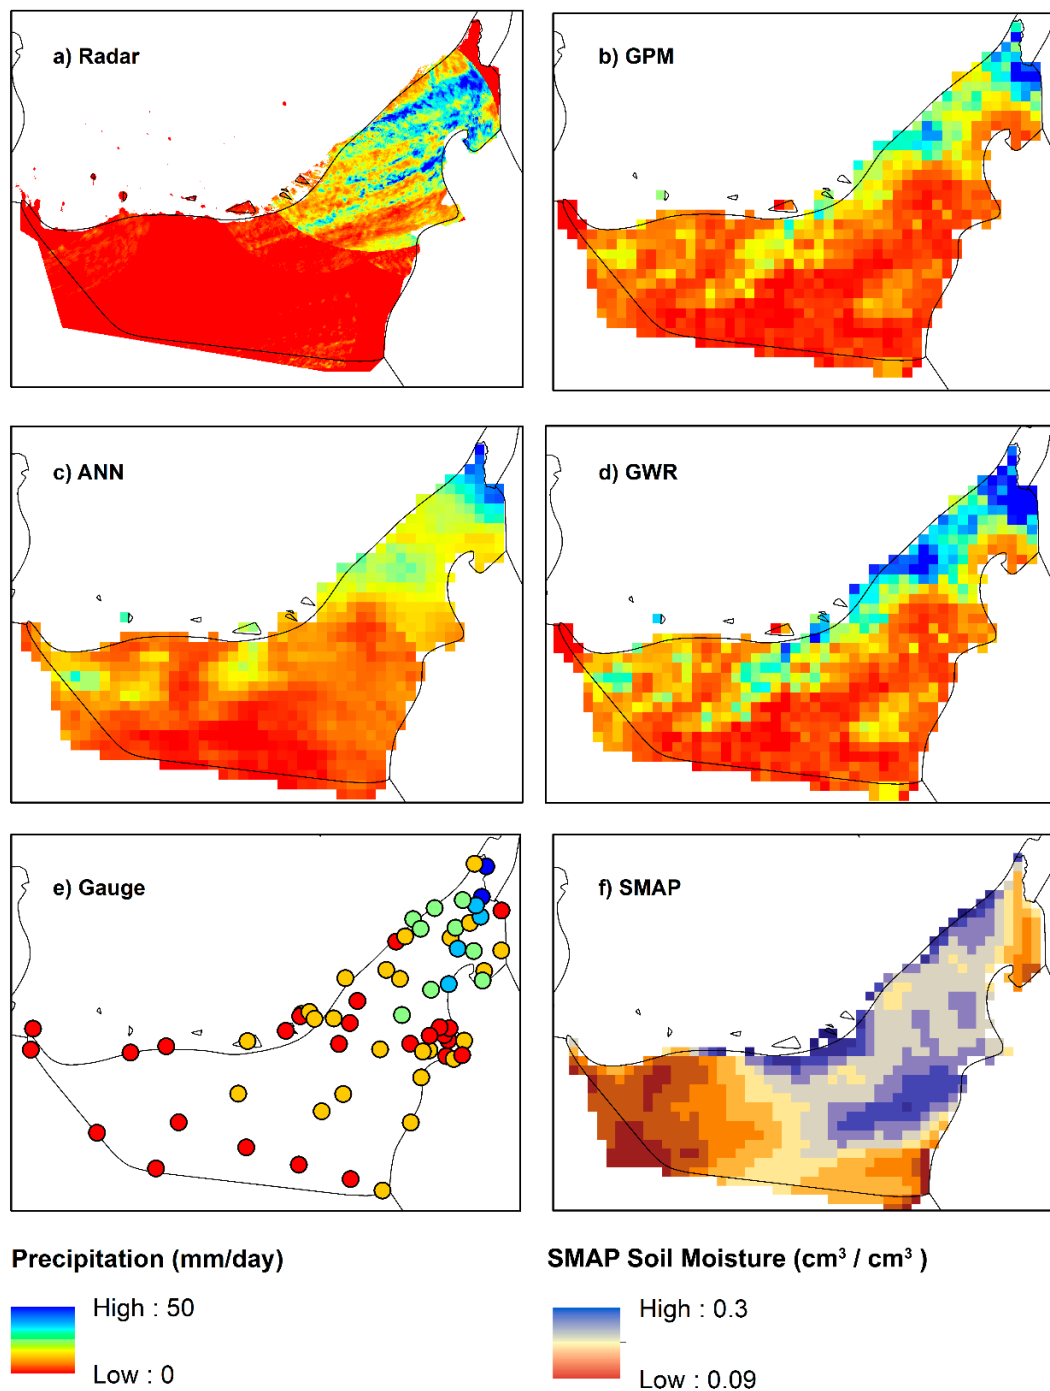 a) Radar
b) GPM
c) ANN
d) GWR
e) Gauge
f) SMAP
Precipitation (mm/day)
High : 50
Low : 0
SMAP Soil Moisture (cm³ / cm³ )
High : 0.3
Low : 0.09